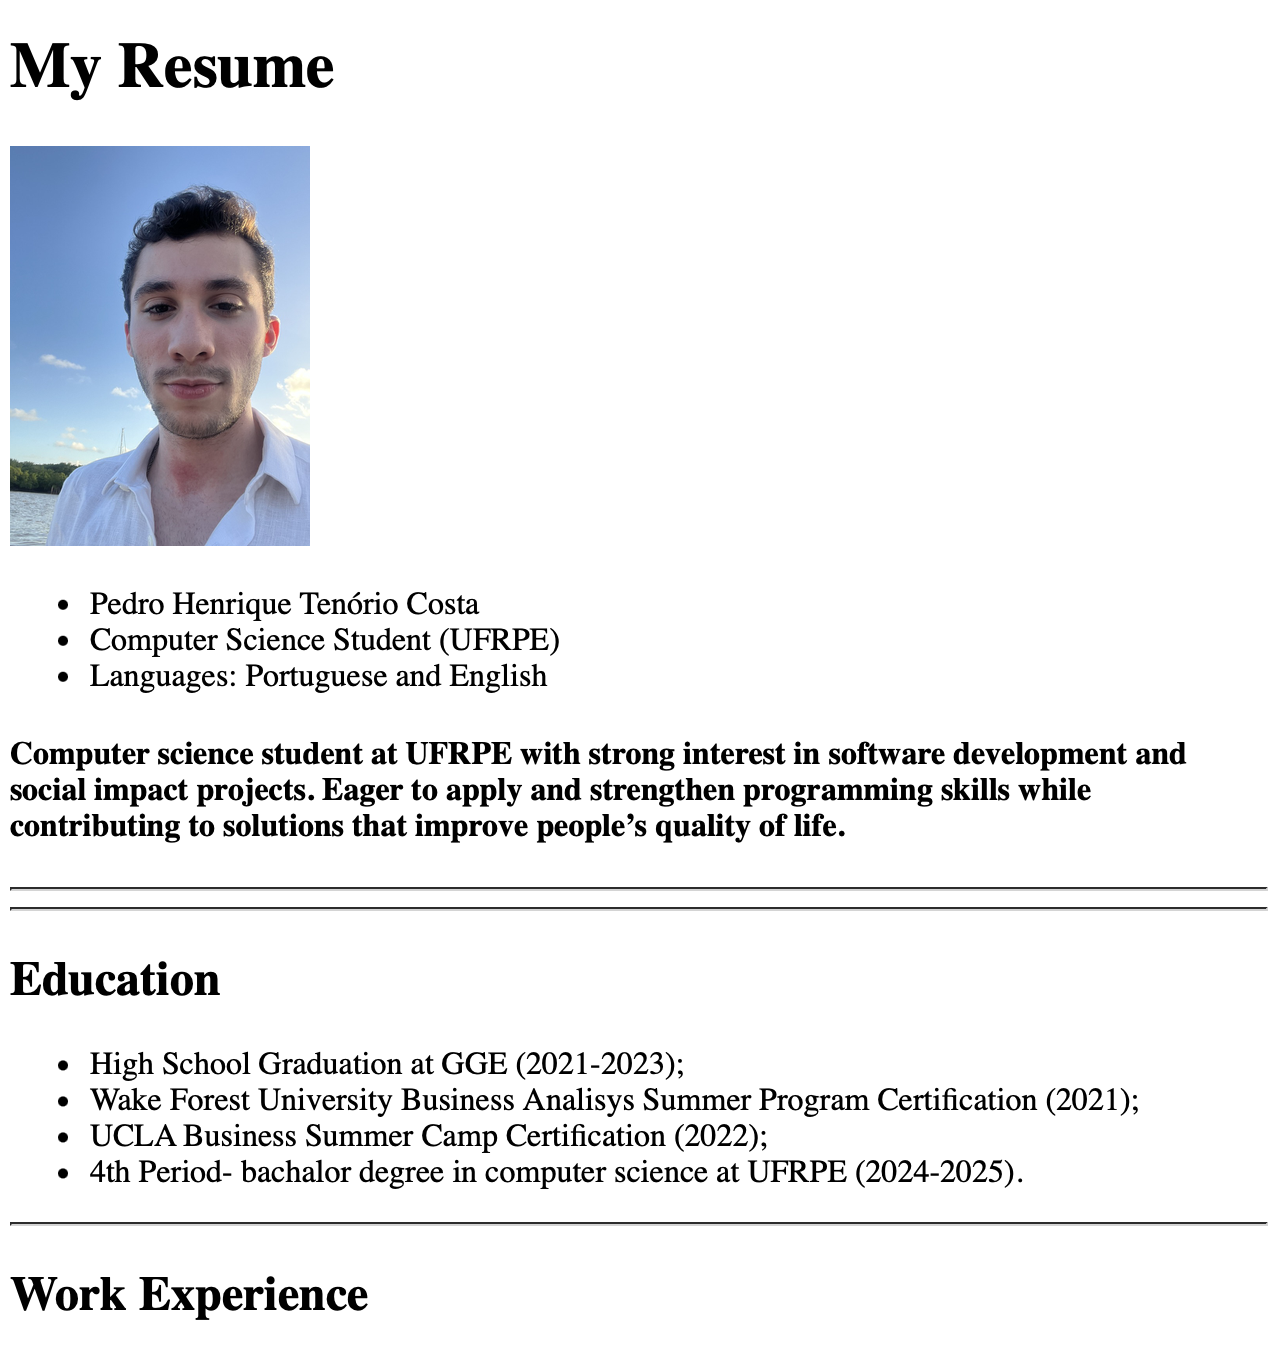 My Resume
Pedro Henrique Tenório Costa
Computer Science Student (UFRPE)
Languages: Portuguese and English
Computer science student at UFRPE with strong interest in software development and
social impact projects. Eager to apply and strengthen programming skills while
contributing to solutions that improve people’s quality of life.
Education
High School Graduation at GGE (2021-2023);
Wake Forest University Business Analisys Summer Program Certification (2021);
UCLA Business Summer Camp Certification (2022);
4th Period- bachalor degree in computer science at UFRPE (2024-2025).
Work Experience